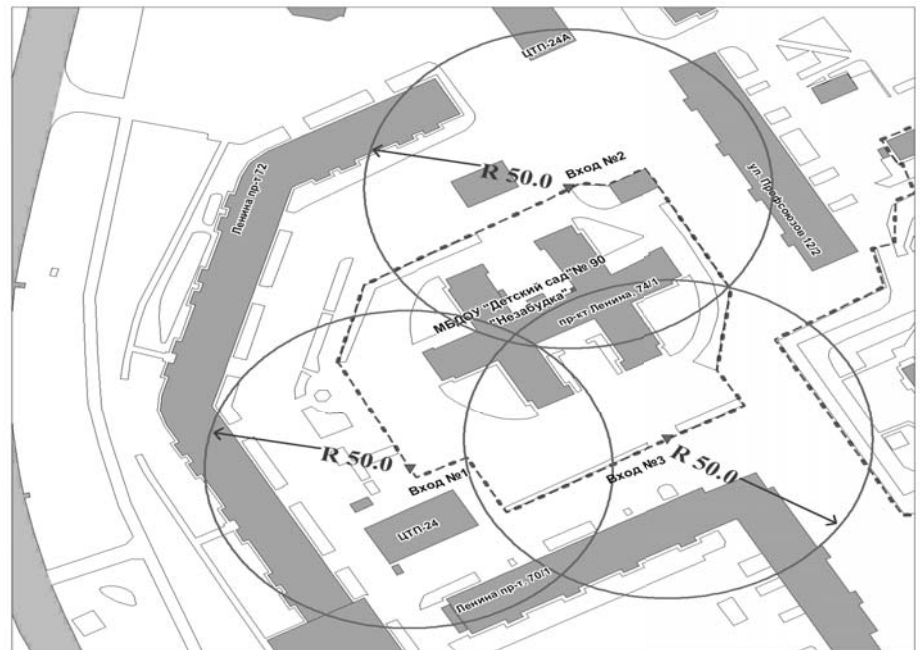 ЦТП-24А
Ленина пр-т 72
R 50.0
Вход №2
ул. Профсоюзов 12/2
МБДОУ "Детский сад"№ 90
"Незабудка"
пр-кт Ленина, 74/1
R 50.0
Вход №1
Вход №3
R 50.0
ЦТП-24
Ленина пр-т, 70/1